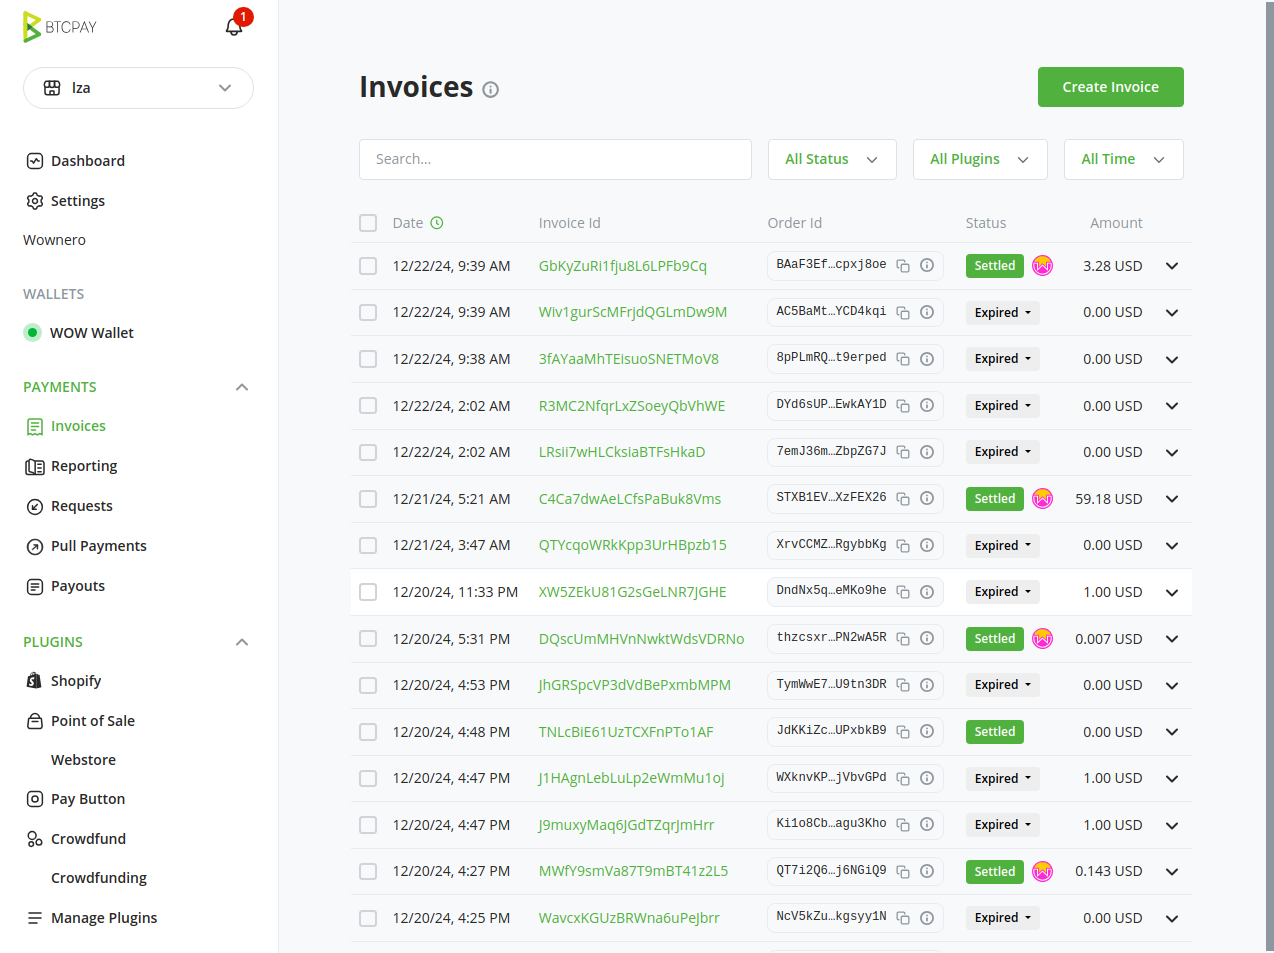 BTCPAY
1
Iza
Dashboard
Settings
Wownero
WALLETS
WOW Wallet
PAYMENTS
Invoices
Reporting
Requests
Pull Payments
Payouts
PLUGINS
Shopify
Point of Sale
Webstore
Pay Button
Crowdfund
Crowdfunding
Manage Plugins
Invoices
Create Invoice
Search...
All Status
All Plugins
All Time
Date Invoice Id Order Id Status Amount
12/22/24, 9:39 AM GbKyZuRi1fju8L6LPFb9Cq BAaF3Ef…cpxj8oe Settled 3.28 USD
12/22/24, 9:39 AM Wiv1gurScMFrjdQGLmDw9M AC5BaMt…YCD4kqi Expired 0.00 USD
12/22/24, 9:38 AM 3fAYaaMhTEisuoSNETMoV8 8pPLmRQ…t9erped Expired 0.00 USD
12/22/24, 2:02 AM R3MC2NfqrLxZSoeyQbVhWE DYd6sUP…EwkAY1D Expired 0.00 USD
12/22/24, 2:02 AM LRsii7wHLCksiaBTFsHkaD 7emJ36m…ZbpZG7J Expired 0.00 USD
12/21/24, 5:21 AM C4Ca7dwAeLCfsPaBuk8Vms STXB1EV…XzFEX26 Settled 59.18 USD
12/21/24, 3:47 AM QTYcqoWRkKpp3UrHBpzb15 XrvCCMZ…RgybbKg Expired 0.00 USD
12/20/24, 11:33 PM XW5ZEkU81G2sGeLNR7JGHE DndNx5q…eMKo9he Expired 1.00 USD
12/20/24, 5:31 PM DQscUmMHVnNwktWdsVDRNo thzcsxr…PN2wA5R Settled 0.007 USD
12/20/24, 4:53 PM JhGRSpcVP3dVdBePxmbMPM TymWwE7…U9tn3DR Expired 0.00 USD
12/20/24, 4:48 PM TNLcBiE61UzTCXFnPTo1AF JdKKiZc…UPxbkB9 Settled 0.00 USD
12/20/24, 4:47 PM J1HAgnLebLuLp2eWmMu1oj WXknvKP…jVbvGPd Expired 1.00 USD
12/20/24, 4:47 PM J9muxyMaq6JGdTZqrJmHrr Ki1o8Cb…agu3Kho Expired 1.00 USD
12/20/24, 4:27 PM MWfY9smVa87T9mBT41z2L5 QT7i2Q6…j6NGiQ9 Settled 0.143 USD
12/20/24, 4:25 PM WavcxKGUzBRWna6uPeJbrr NcV5kZu…kgsyy1N Expired 0.00 USD